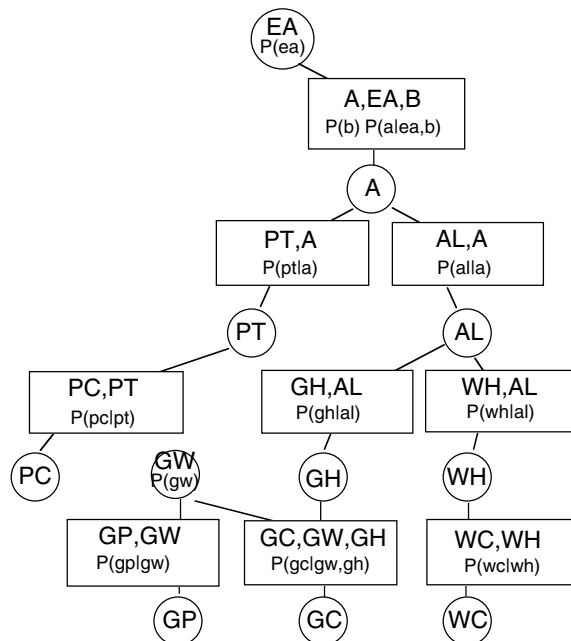 EA
P(ea)
A,EA,B
P(b) P(a|ea,b)
A
PT,A
P(pt|a)
AL,A
P(al|a)
PT
AL
PC,PT
P(pc|pt)
GH,AL
P(gh|al)
WH,AL
P(wh|al)
PC
GW
P(gw)
GH
WH
GP,GW
P(gp|gw)
GC,GW,GH
P(gc|gw,gh)
WC,WH
P(wc|wh)
GP
GC
WC